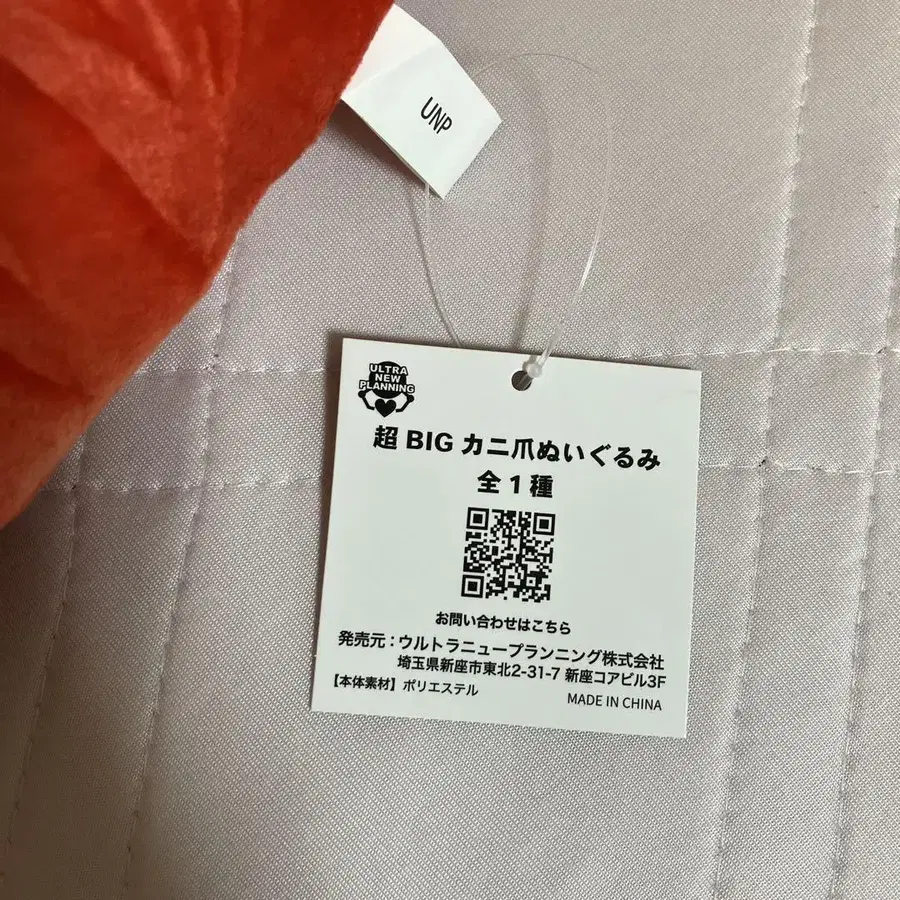 UNP
ULTRA
NEW
PLANNING
超BIGカニ爪ぬいぐるみ
全1種
お問い合わせはこちら
発売元：ウルトラニュープランニング株式会社
埼玉県新座市東北2-31-7 新座コアビル3F
【本体素材】ポリエステル
MADE IN CHINA